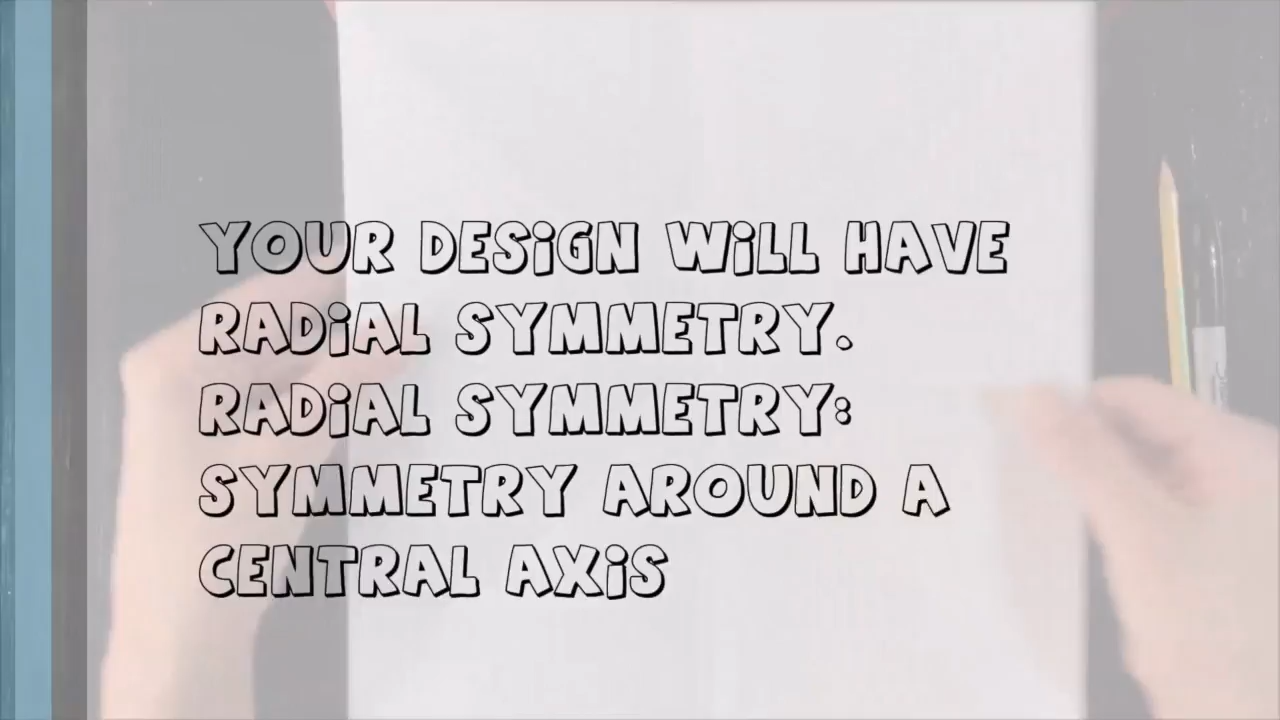 YOUR DESIGN WILL HAVE
RADIAL SYMMETRY.
RADIAL SYMMETRY:
SYMMETRY AROUND A
CENTRAL AXIS